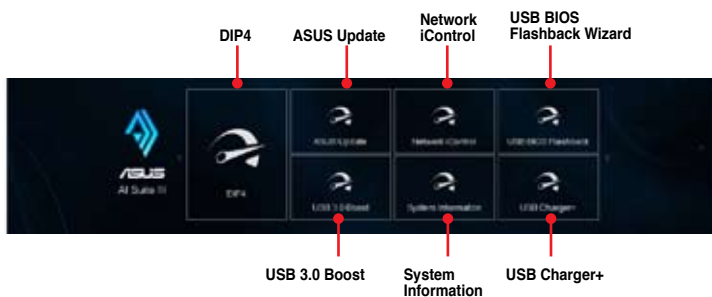 DIP4
ASUS Update
Network
iControl
USB BIOS
Flashback Wizard
ASUS
AI Suite III
DIP4
ASUS Update
Network iControl
USB BIOS Flashback
USB 3.0 Boost
System Information
USB Charger+
USB 3.0 Boost
System
Information
USB Charger+